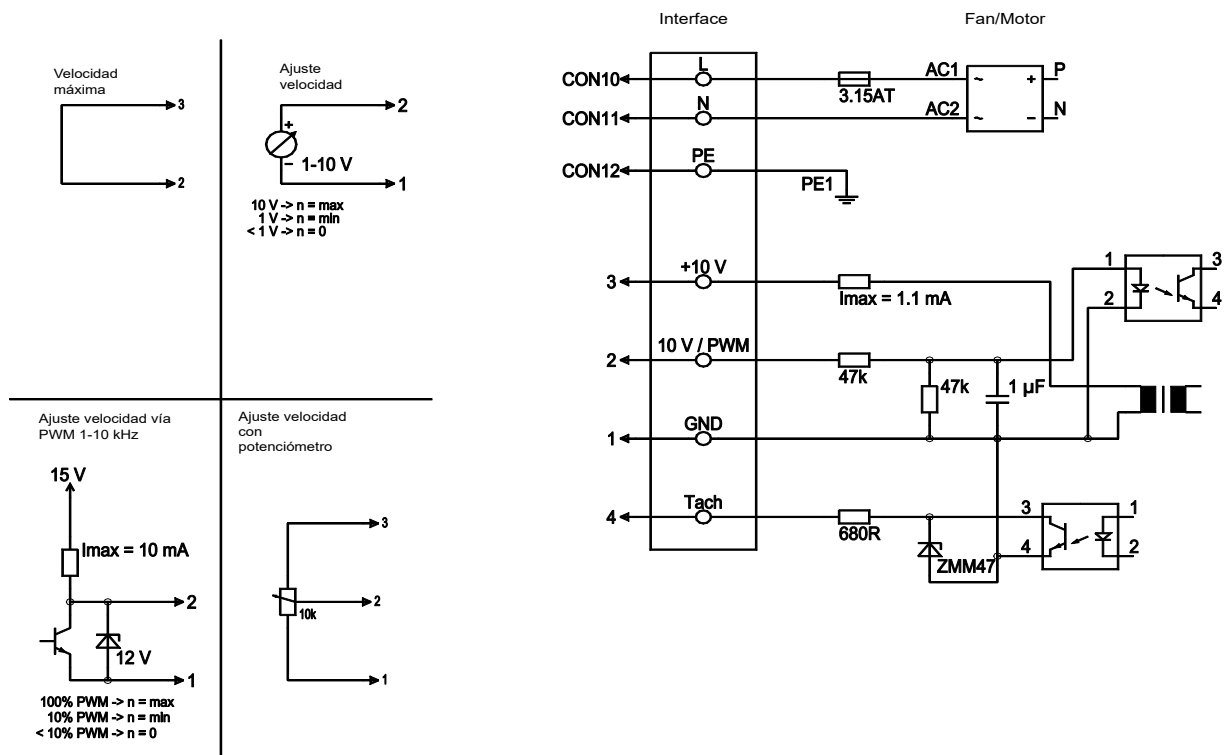 Velocidad
máxima
3
2
Ajuste
velocidad
2
+
− 1-10 V
1
10 V -> n = max
1 V -> n = min
< 1 V -> n = 0
Ajuste velocidad vía
PWM 1-10 kHz
15 V
Imax = 10 mA
2
12 V
1
100% PWM -> n = max
10% PWM -> n = min
< 10% PWM -> n = 0
Ajuste velocidad
con
potenciómetro
3
2
10k
1
Interface
Fan/Motor
CON10
L
3.15AT
AC1
~ + P
CON11
N
AC2
~ − N
CON12
PE
PE1
3
+10 V
Imax = 1.1 mA
1
2
3
4
2
10 V / PWM
47k
47k
1 µF
1
GND
4
Tach
680R
ZMM47
3
4
1
2